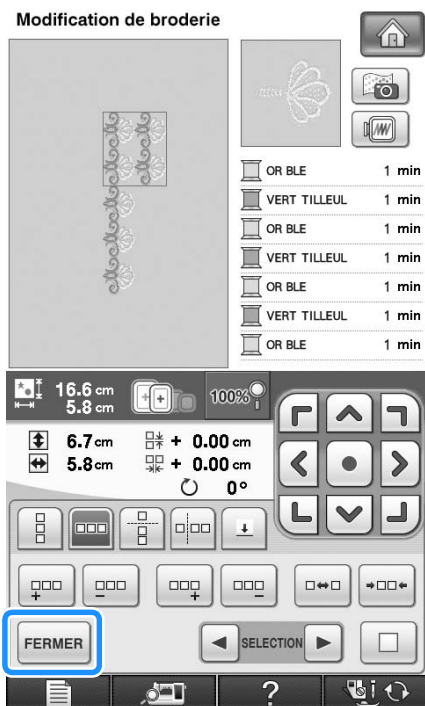 Modification de broderie
OR BLE 1 min
VERT TILLEUL 1 min
OR BLE 1 min
VERT TILLEUL 1 min
OR BLE 1 min
VERT TILLEUL 1 min
OR BLE 1 min
16.6 cm
5.8 cm
100%
6.7 cm + 0.00 cm
5.8 cm + 0.00 cm
0°
FERMER
SELECTION
?